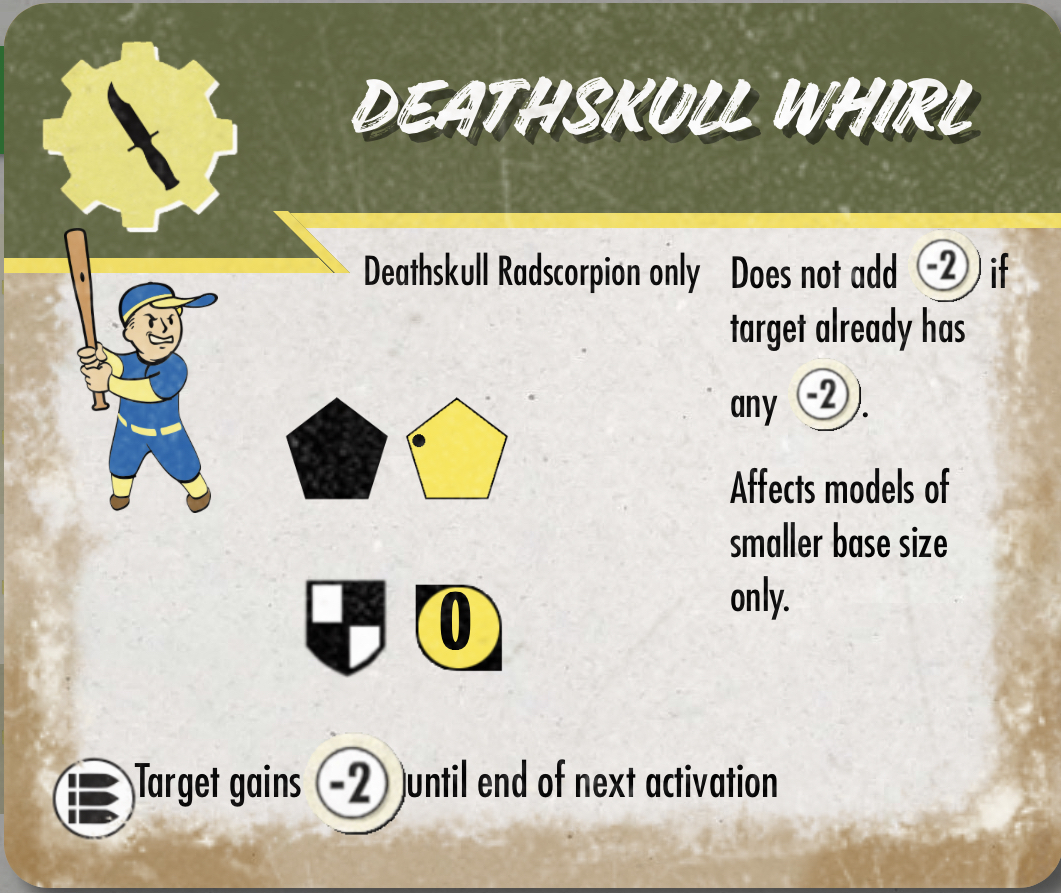 DEATHSKULL WHIRL
Deathskull Radscorpion only
Does not add -2 if
target already has
any -2.
Affects models of
smaller base size
only.
0
Target gains -2 until end of next activation